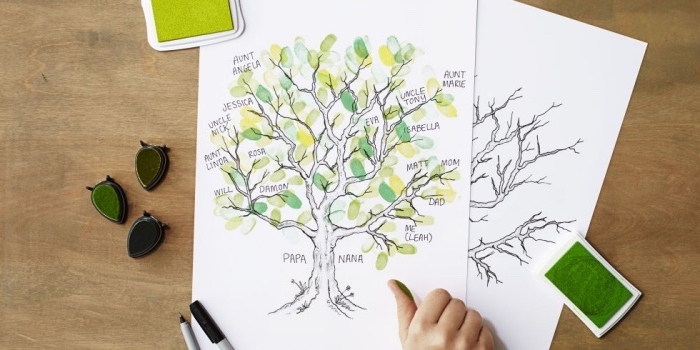 AUNT
ANGELA
AUNT
MARIE
JESSICA
UNCLE
TONY
UNCLE
NICK
EVA
ISABELLA
AUNT
LINDA
ROSA
MATT
MOM
WILL
DAMON
DAD
ME
(LEAH)
PAPA
NANA